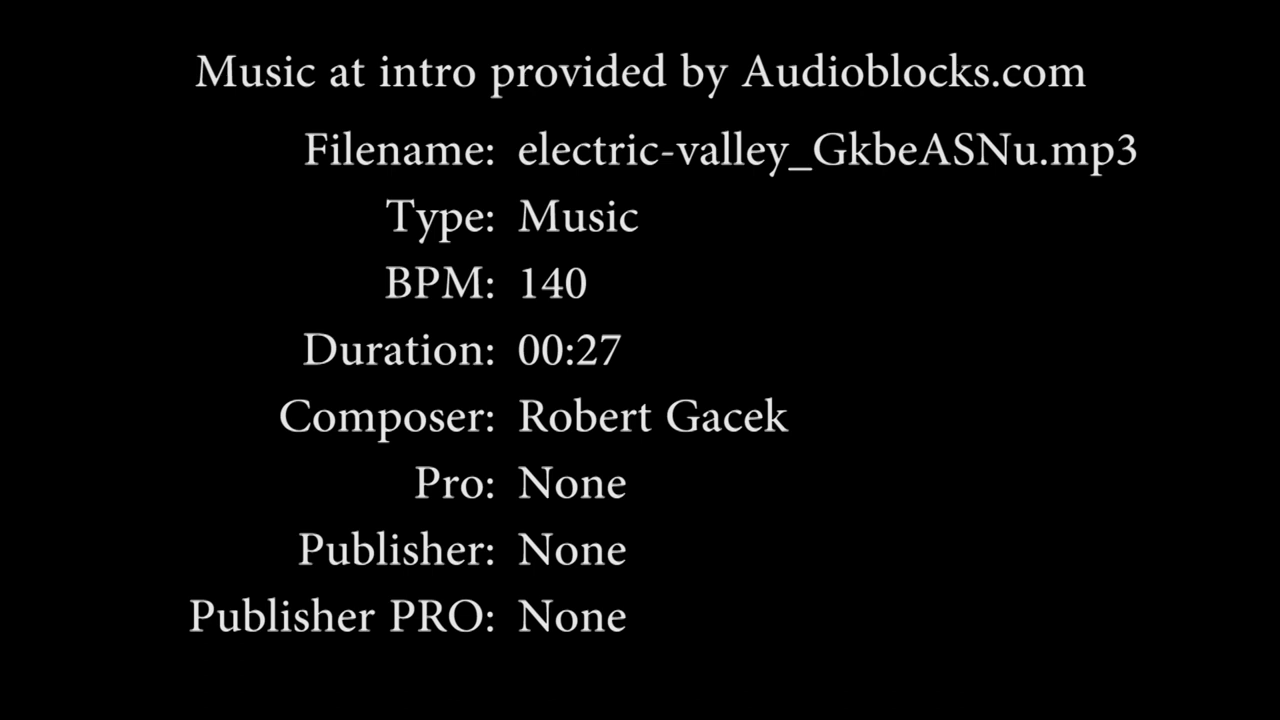 Music at intro provided by Audioblocks.com
Filename: electric-valley_GkbeASNu.mp3
Type: Music
BPM: 140
Duration: 00:27
Composer: Robert Gacek
Pro: None
Publisher: None
Publisher PRO: None